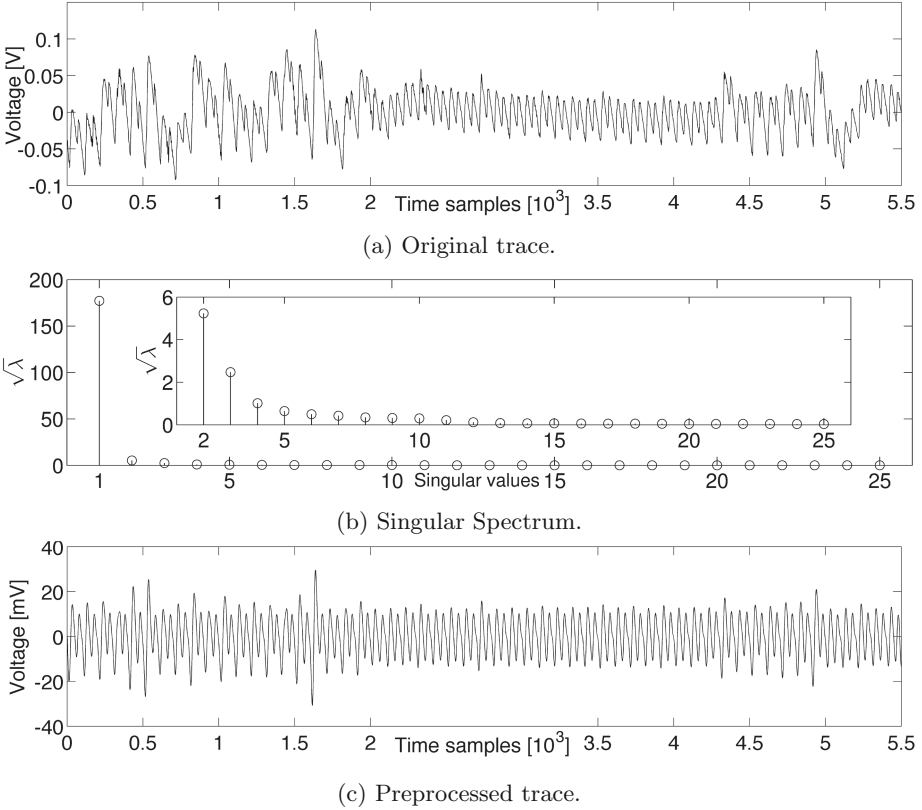 0.1
0.05
0
-0.05
-0.1
Voltage [V]
0 0.5 1 1.5 2 Time samples [10^3] 3.5 4 4.5 5 5.5
(a) Original trace.
200
150
100
50
0
√λ
6
4
2
0
√λ
2 5 10 15 20 25
1 5 10 Singular values 15 20 25
(b) Singular Spectrum.
40
20
0
-20
-40
Voltage [mV]
0 0.5 1 1.5 2 Time samples [10^3] 3.5 4 4.5 5 5.5
(c) Preprocessed trace.